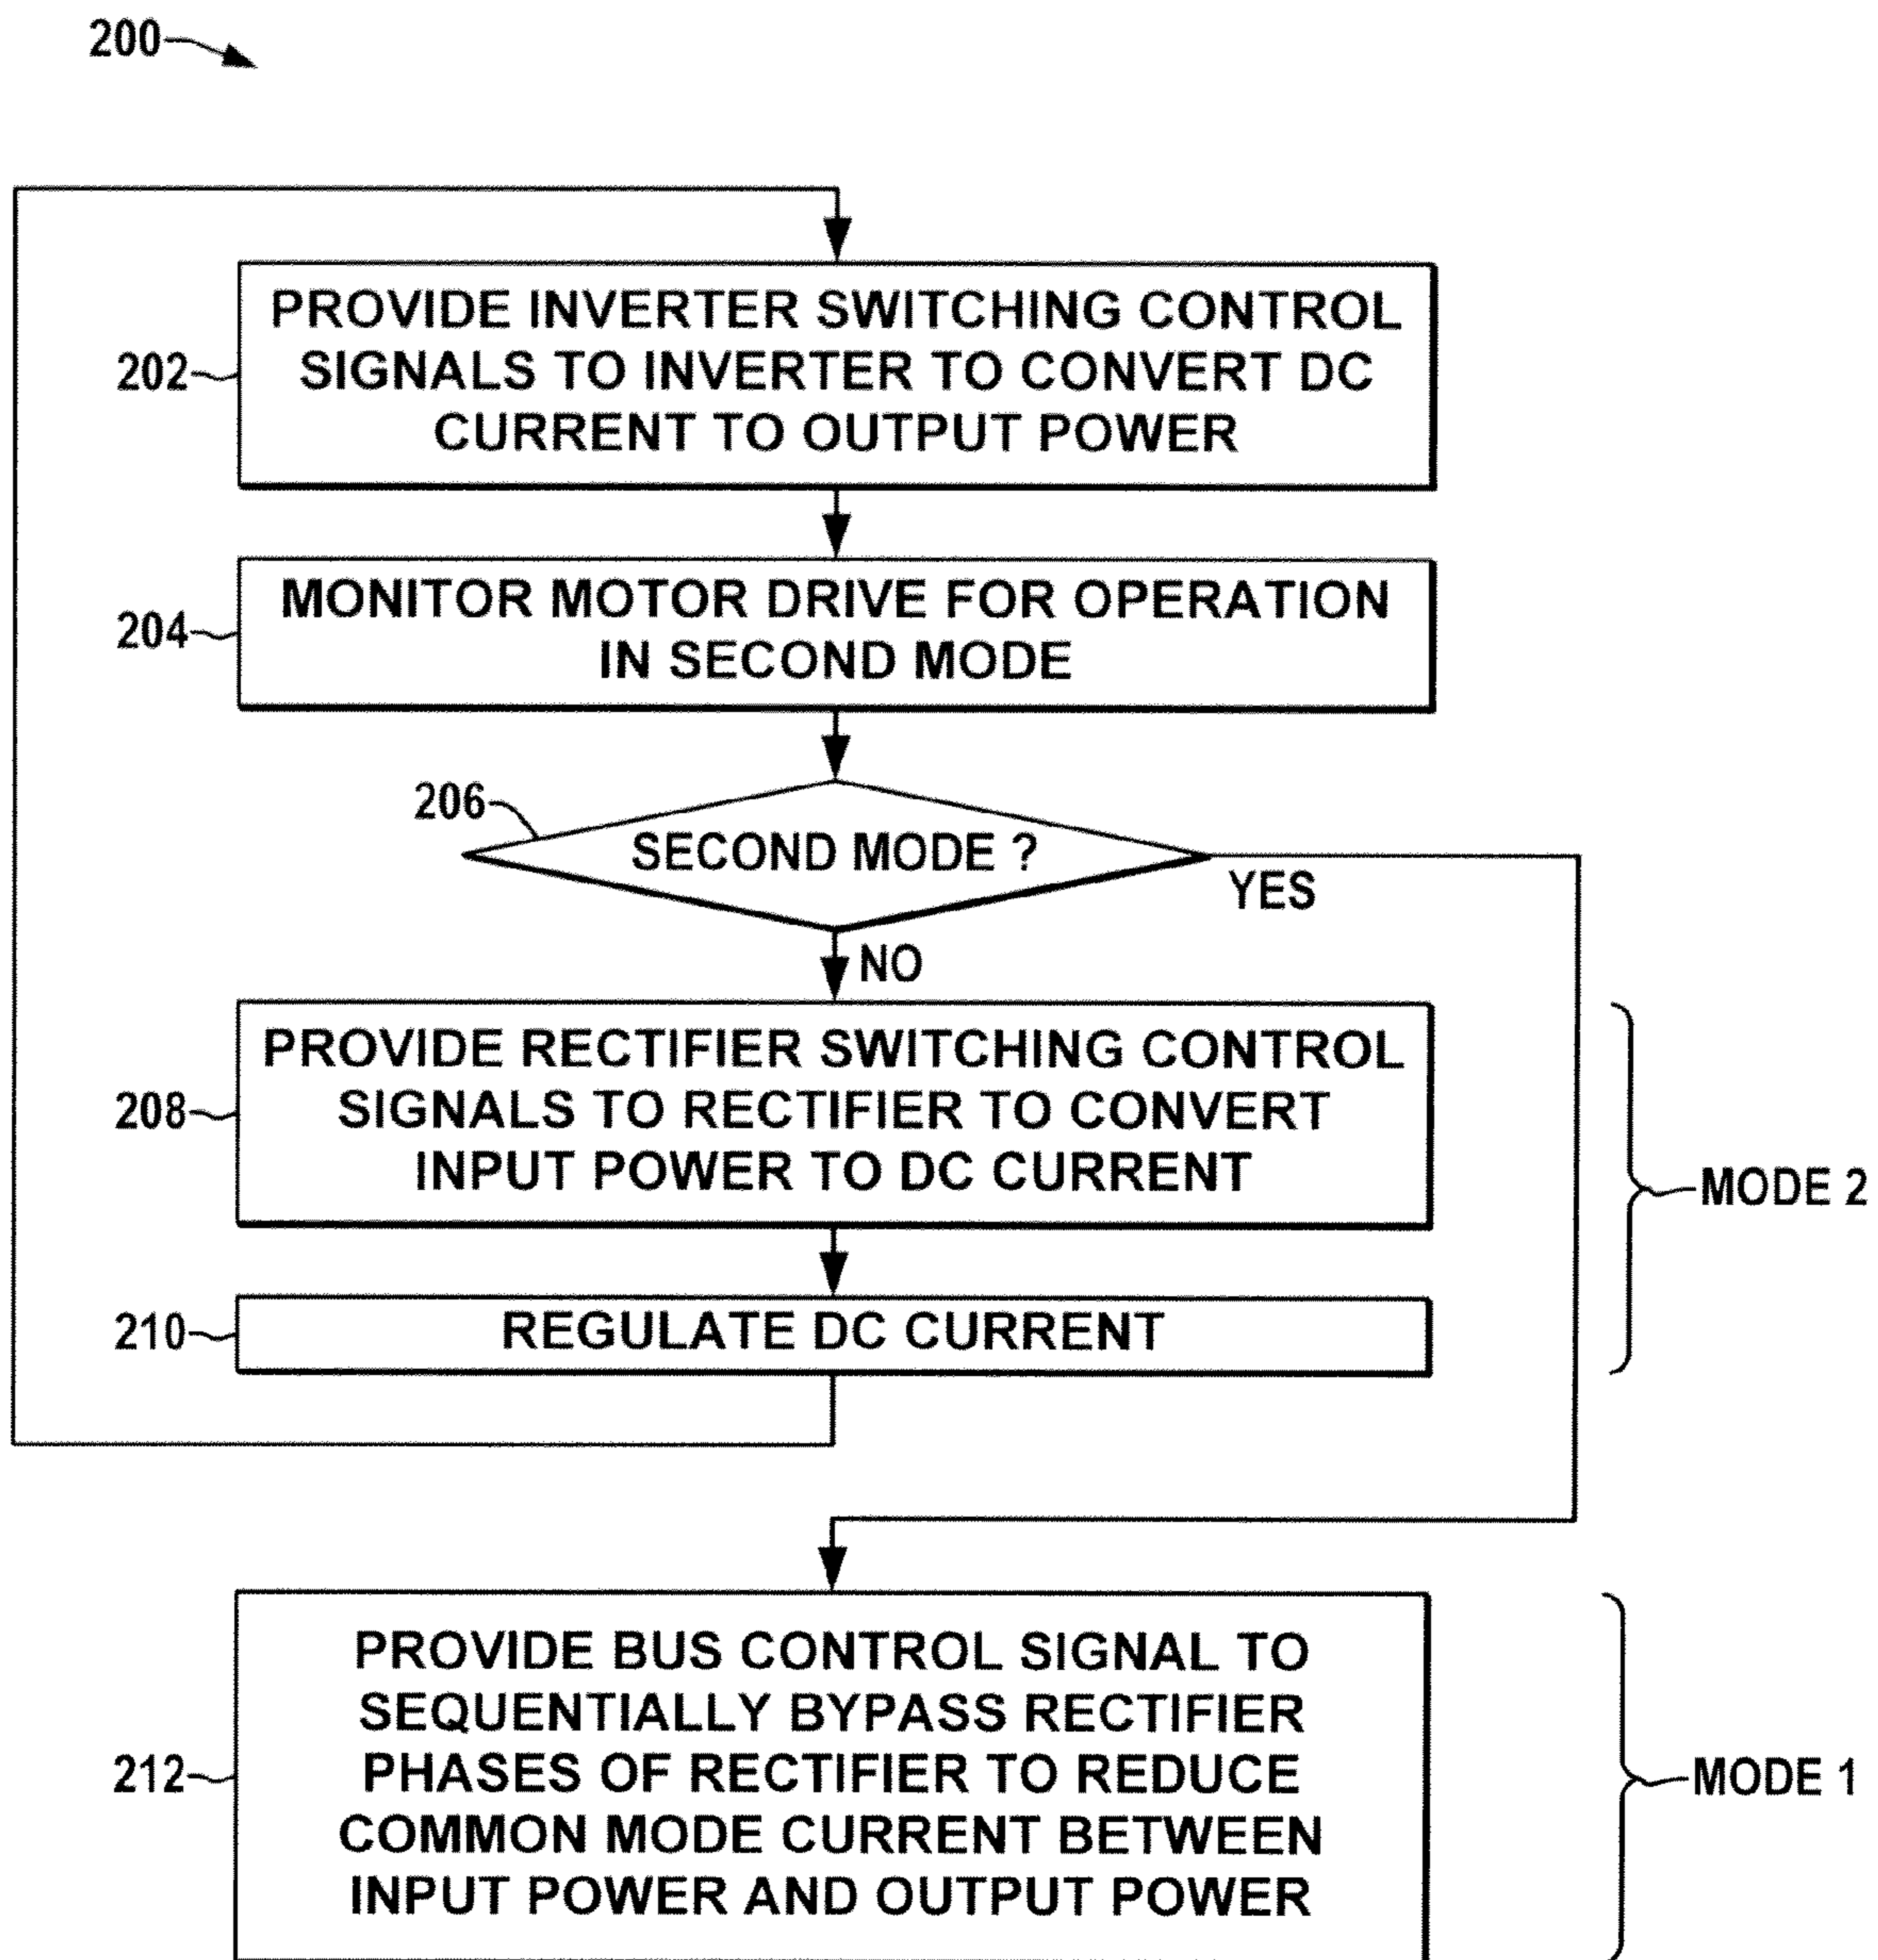 200
PROVIDE INVERTER SWITCHING CONTROL
SIGNALS TO INVERTER TO CONVERT DC
CURRENT TO OUTPUT POWER
202
MONITOR MOTOR DRIVE FOR OPERATION
IN SECOND MODE
204
206
SECOND MODE ?
YES
NO
PROVIDE RECTIFIER SWITCHING CONTROL
SIGNALS TO RECTIFIER TO CONVERT
INPUT POWER TO DC CURRENT
208
MODE 2
REGULATE DC CURRENT
210
PROVIDE BUS CONTROL SIGNAL TO
SEQUENTIALLY BYPASS RECTIFIER
PHASES OF RECTIFIER TO REDUCE
COMMON MODE CURRENT BETWEEN
INPUT POWER AND OUTPUT POWER
212
MODE 1